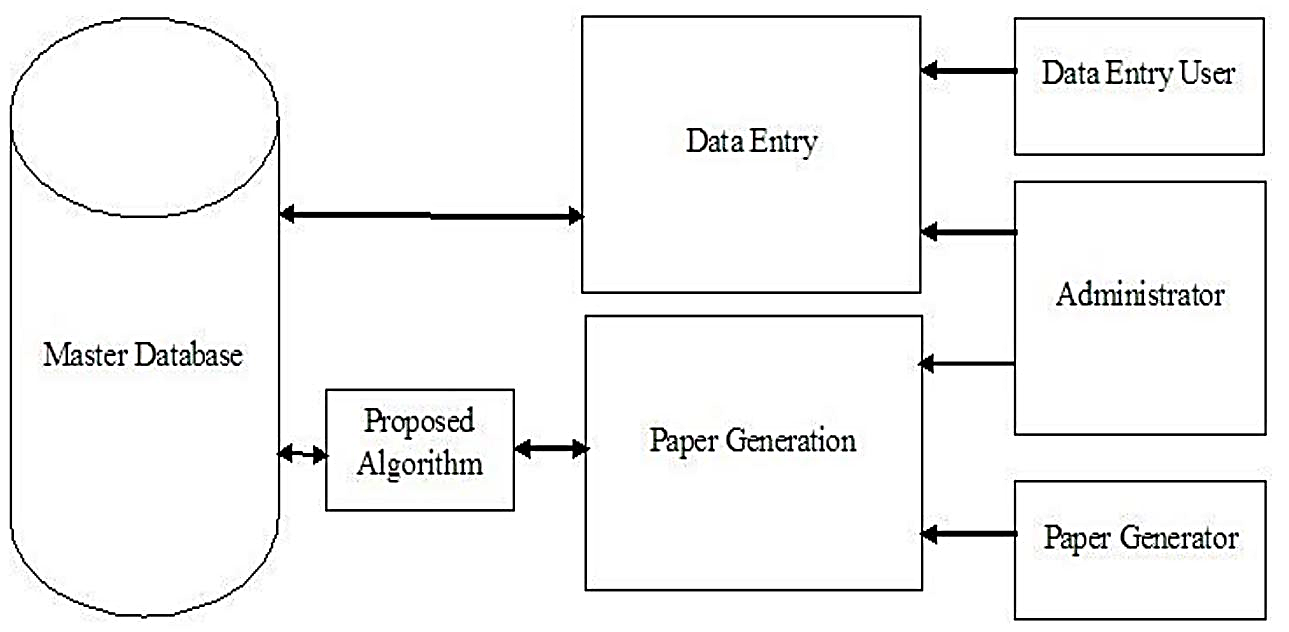 Data Entry User
Data Entry
Administrator
Master Database
Proposed
Algorithm
Paper Generation
Paper Generator